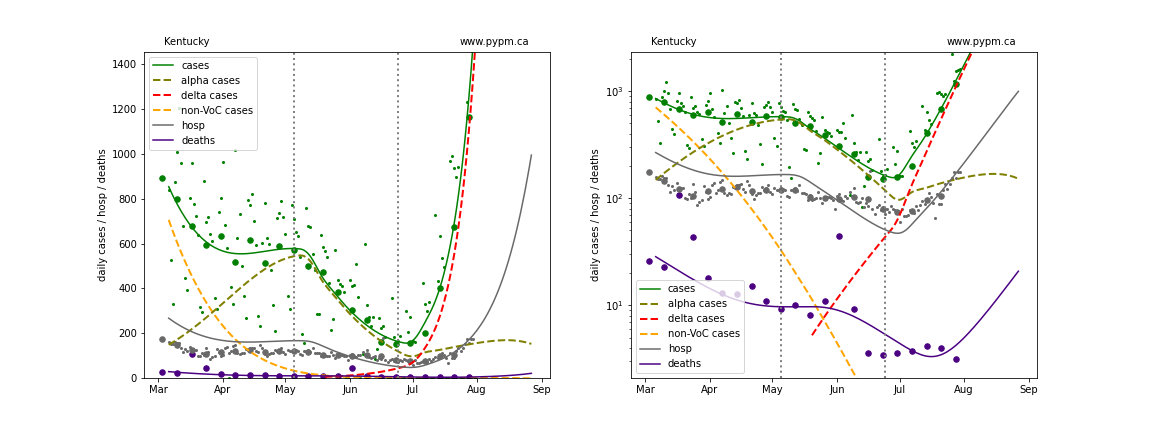 Kentucky
www.pypm.ca
daily cases / hosp / deaths
1400
1200
1000
800
600
400
200
0
cases
alpha cases
delta cases
non-VoC cases
hosp
deaths
Mar
Apr
May
Jun
Jul
Aug
Sep
Kentucky
www.pypm.ca
daily cases / hosp / deaths
10³
10²
10¹
cases
alpha cases
delta cases
non-VoC cases
hosp
deaths
Mar
Apr
May
Jun
Jul
Aug
Sep